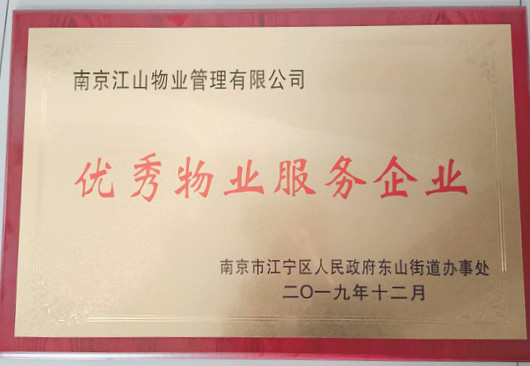 南京江山物业管理有限公司
优秀物业服务企业
南京市江宁区人民政府东山街道办事处
二〇一九年十二月